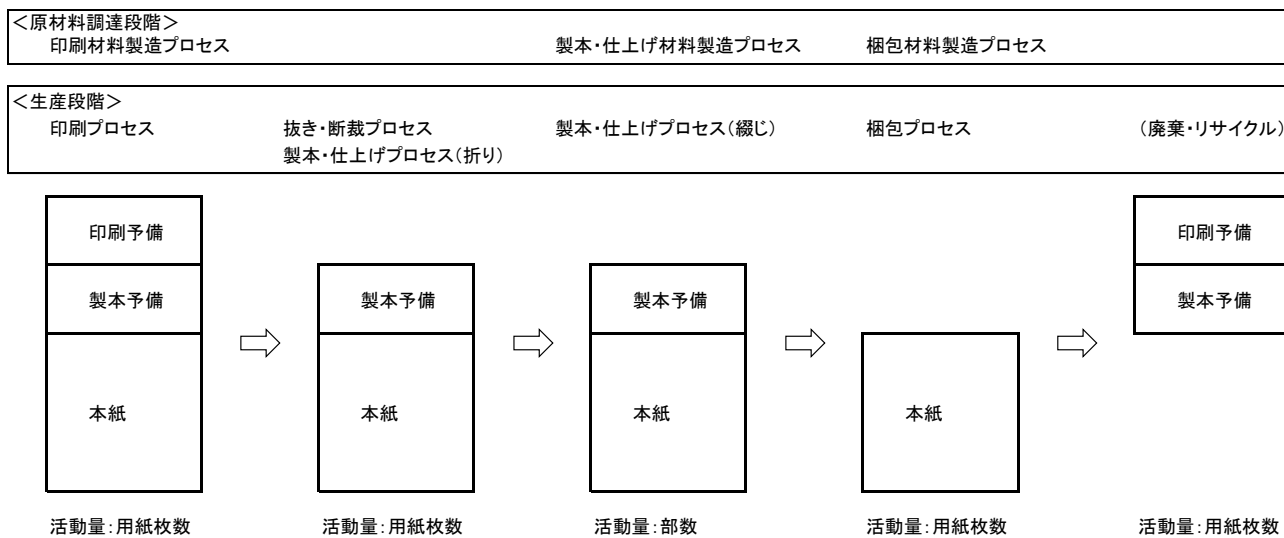 ＜原材料調達段階＞
印刷材料製造プロセス 製本・仕上げ材料製造プロセス 梱包材料製造プロセス
＜生産段階＞
印刷プロセス 抜き・断裁プロセス 製本・仕上げプロセス（綴じ） 梱包プロセス （廃棄・リサイクル）
製本・仕上げプロセス（折り）
印刷予備 印刷予備
製本予備 製本予備 製本予備 製本予備
本紙 本紙 本紙 本紙
活動量：用紙枚数 活動量：用紙枚数 活動量：部数 活動量：用紙枚数 活動量：用紙枚数